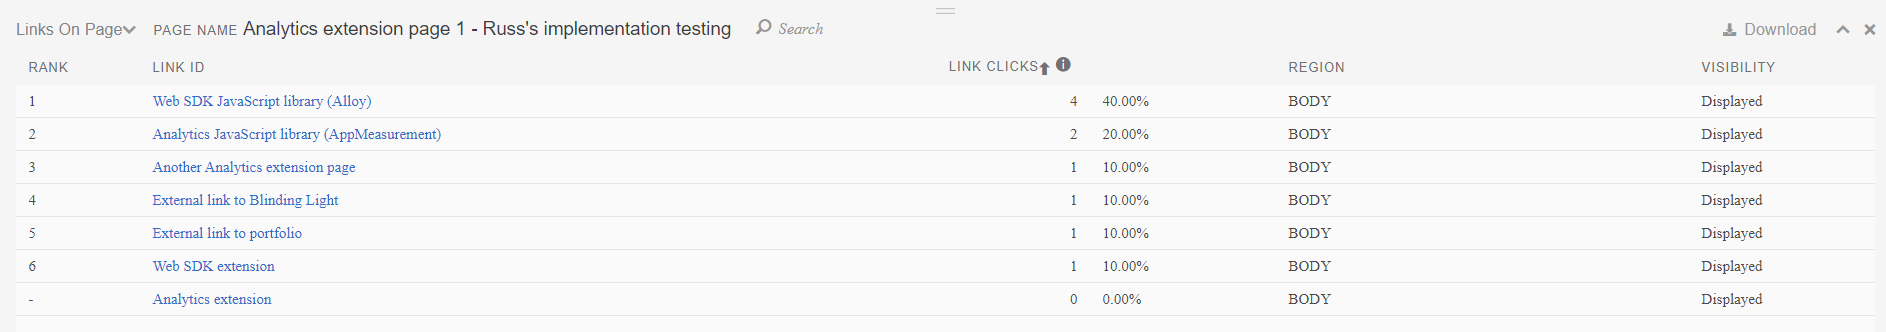 Links On Page PAGE NAME Analytics extension page 1 - Russ's implementation testing Search Download
RANK LINK ID LINK CLICKS REGION VISIBILITY
1 Web SDK JavaScript library (Alloy) 4 40.00% BODY Displayed
2 Analytics JavaScript library (AppMeasurement) 2 20.00% BODY Displayed
3 Another Analytics extension page 1 10.00% BODY Displayed
4 External link to Blinding Light 1 10.00% BODY Displayed
5 External link to portfolio 1 10.00% BODY Displayed
6 Web SDK extension 1 10.00% BODY Displayed
- Analytics extension 0 0.00% BODY Displayed